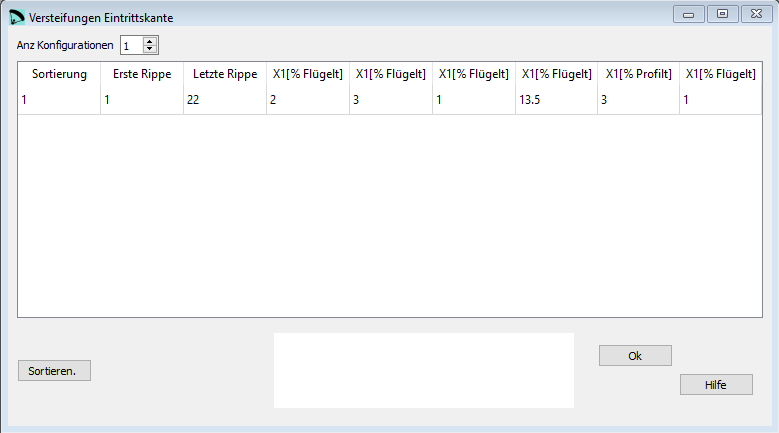 Versteifungen Eintrittskante
Anz Konfigurationen 1
Sortierung Erste Rippe Letzte Rippe X1[% Flügelt] X1[% Flügelt] X1[% Flügelt] X1[% Flügelt] X1[% Profilt] X1[% Flügelt]
1 1 22 2 3 1 13.5 3 1
Ok
Sortieren.
Hilfe